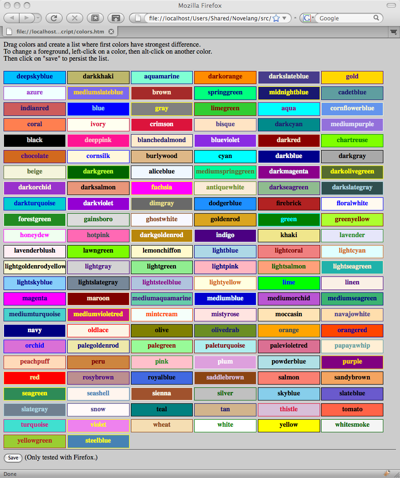 Mozilla Firefox
file:///localhost/Users/Shared/Novelang/src/
Google
file://localhost...cript/colors.htm
Drag colors and create a list where first colors have strongest difference.
To change a foreground, left-click on a color, then alt-click on another color.
Then click on "save" to persist the list.
deepskyblue darkkhaki aquamarine darkorange darkslateblue gold
azure mediumslateblue brown springgreen midnightblue cadetblue
indianred blue gray limegreen aqua cornflowerblue
coral ivory crimson bisque darkcyan mediumpurple
black deeppink blanchedalmond blueviolet darkred chartreuse
chocolate cornsilk burlywood cyan darkblue darkgray
beige darkgreen aliceblue mediumspringgreen darkmagenta darkolivegreen
darkorchid darksalmon fuchsia antiquewhite darkseagreen darkslategray
darkturquoise darkviolet dimgray dodgerblue firebrick floralwhite
forestgreen gainsboro ghostwhite goldenrod green greenyellow
honeydew hotpink darkgoldenrod indigo khaki lavender
lavenderblush lawngreen lemonchiffon lightblue lightcoral lightcyan
lightgoldenrodyellow lightgray lightgreen lightpink lightsalmon lightseagreen
lightskyblue lightslategray lightsteelblue lightyellow lime linen
magenta maroon mediumaquamarine mediumblue mediumorchid mediumseagreen
mediumturquoise mediumvioletred mintcream mistyrose moccasin navajowhite
navy oldlace olive olivedrab orange orangered
orchid palegoldenrod palegreen paleturquoise palevioletred papayawhip
peachpuff peru pink plum powderblue purple
red rosybrown royalblue saddlebrown salmon sandybrown
seagreen seashell sienna silver skyblue slateblue
slategray snow teal tan thistle tomato
turquoise violet wheat white yellow whitesmoke
yellowgreen steelblue
Save (Only tested with Firefox.)
Done